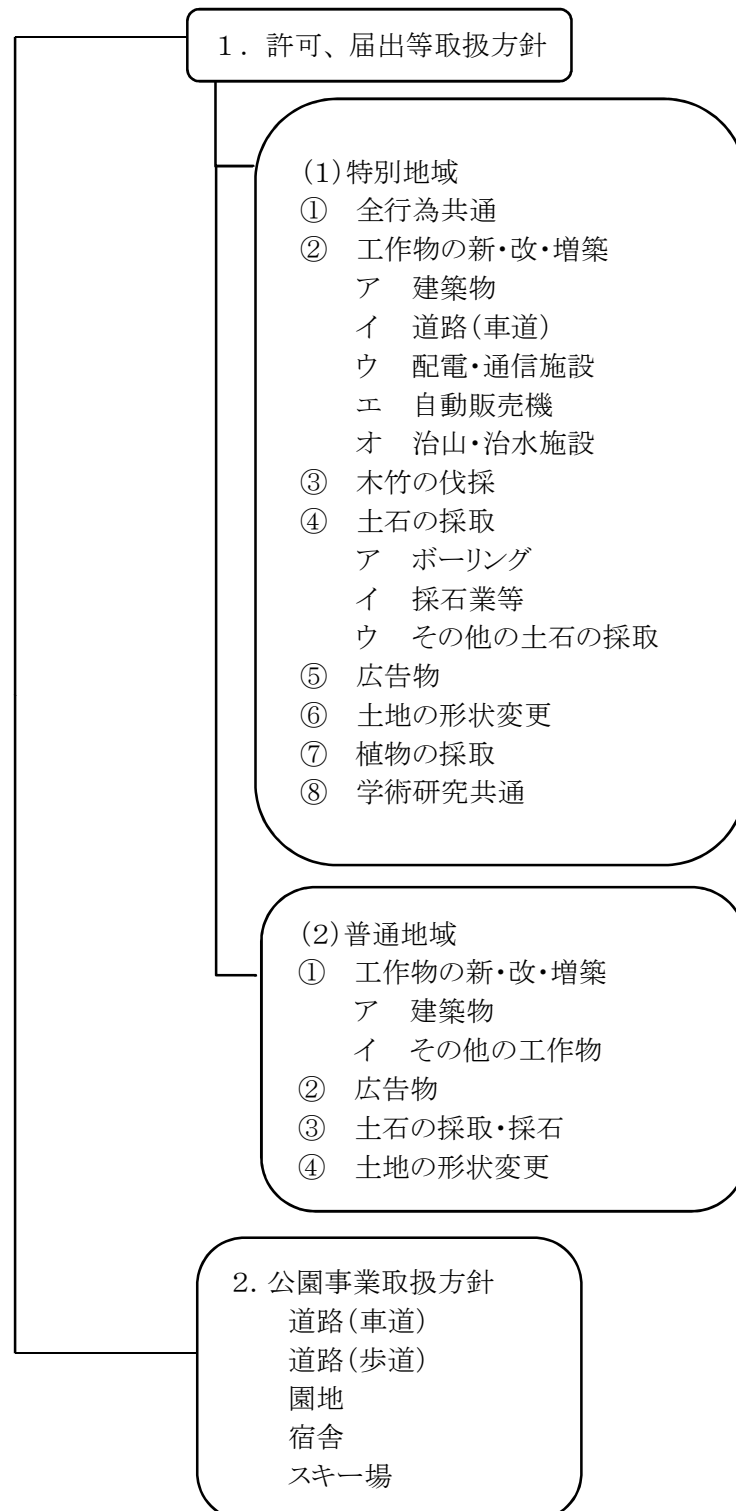 1. 許可、届出等取扱方針
(1)特別地域
① 全行為共通
② 工作物の新・改・増築
ア 建築物
イ 道路(車道)
ウ 配電・通信施設
エ 自動販売機
オ 治山・治水施設
③ 木竹の伐採
④ 土石の採取
ア ボーリング
イ 採石業等
ウ その他の土石の採取
⑤ 広告物
⑥ 土地の形状変更
⑦ 植物の採取
⑧ 学術研究共通
(2)普通地域
① 工作物の新・改・増築
ア 建築物
イ その他の工作物
② 広告物
③ 土石の採取・採石
④ 土地の形状変更
2. 公園事業取扱方針
道路(車道)
道路(歩道)
園地
宿舎
スキー場